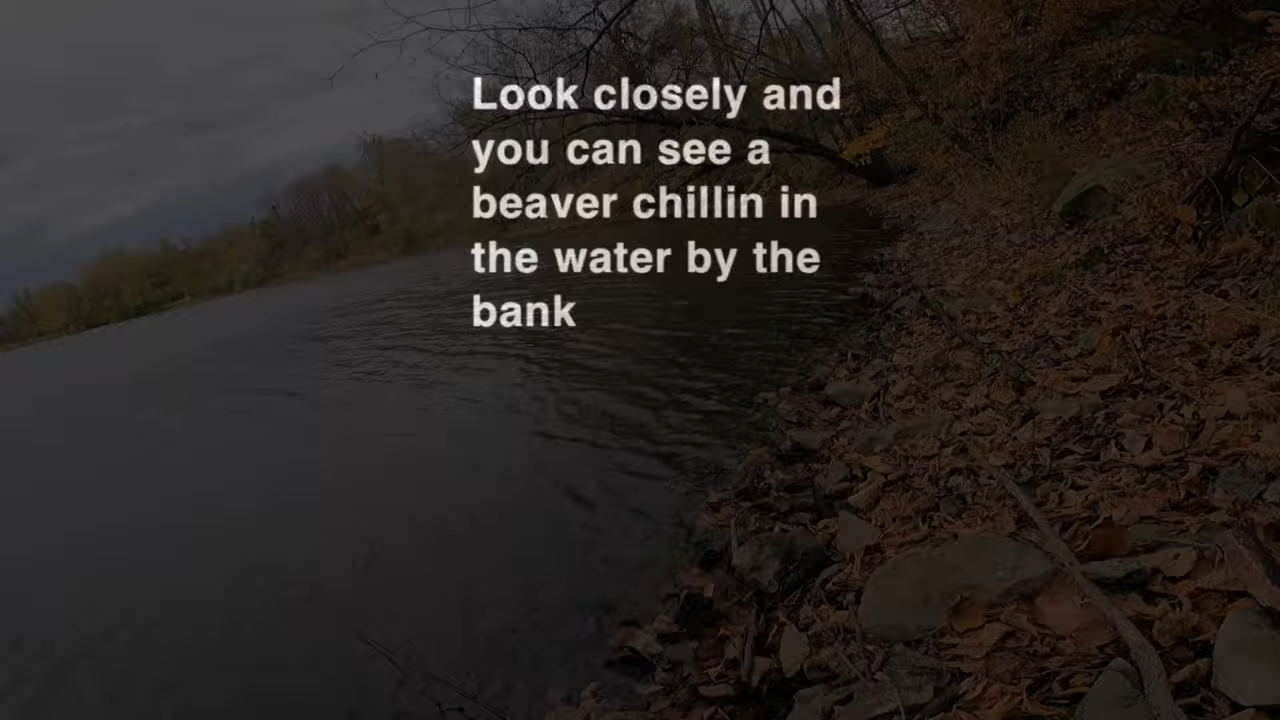 Look closely and
you can see a
beaver chillin in
the water by the
bank